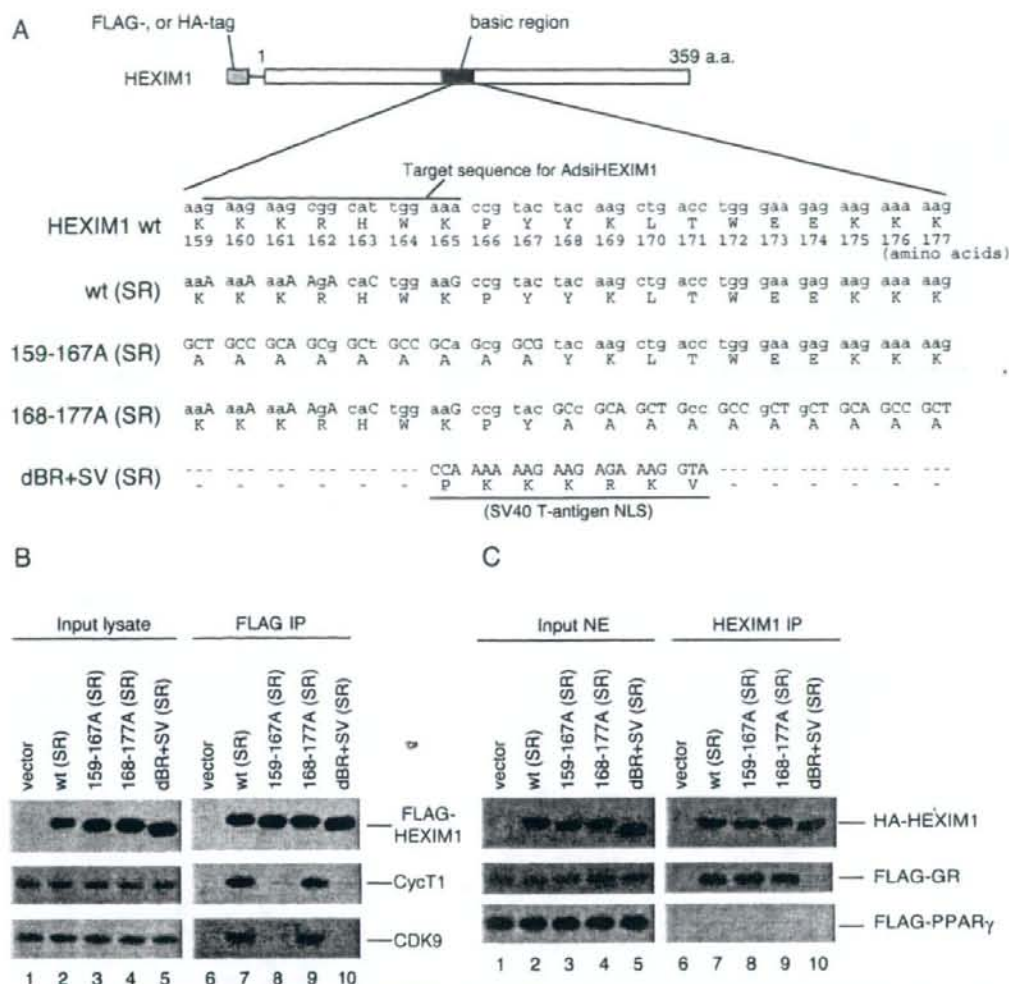 A
FLAG-, or HA-tag
basic region
1
359 a.a.
HEXIM1
Target sequence for AdsiHEXIM1
HEXIM1 wt
aag aag aag cgg cat tgg aaa ccg tac tac aag ctg acc tgg gaa gag aag aaa aag
K K K R H W K P Y Y K L T W E E K K K
159 160 161 162 163 164 165 166 167 168 169 170 171 172 173 174 175 176 177
(amino acids)
wt (SR)
aaA aaA aaA AgA caC tgg aaG ccg tac tac aag ctg acc tgg gaa gag aag aaa aag
K K K R H W K P Y Y K L T W E E K K K
159-167A (SR)
GCT GCC GCA GCg GCt GCC GCa GCg GCG tac aag ctg acc tgg gaa gag aag aaa aag
A A A A A A A A A Y K L T W E E K K K
168-177A (SR)
aaA aaA aaA AgA caC tgg aaG ccg tac GCc GCA GCT Gcc GCC gCT gCT GCA GCC GCT
K K K R H W K P Y A A A A A A A A A A
dBR+SV (SR)
--- --- --- --- --- --- CCA AAA AAG AAG AGA AAG GTA --- --- --- --- --- ---
- - - - - - P K K K R K V - - - - - -
(SV40 T-antigen NLS)
B
Input lysate
FLAG IP
vector
wt (SR)
159-167A (SR)
168-177A (SR)
dBR+SV (SR)
vector
wt (SR)
159-167A (SR)
168-177A (SR)
dBR+SV (SR)
FLAG-
HEXIM1
CycT1
CDK9
1 2 3 4 5 6 7 8 9 10
C
Input NE
HEXIM1 IP
vector
wt (SR)
159-167A (SR)
168-177A (SR)
dBR+SV (SR)
vector
wt (SR)
159-167A (SR)
168-177A (SR)
dBR+SV (SR)
HA-HEXIM1
FLAG-GR
FLAG-PPARγ
1 2 3 4 5 6 7 8 9 10